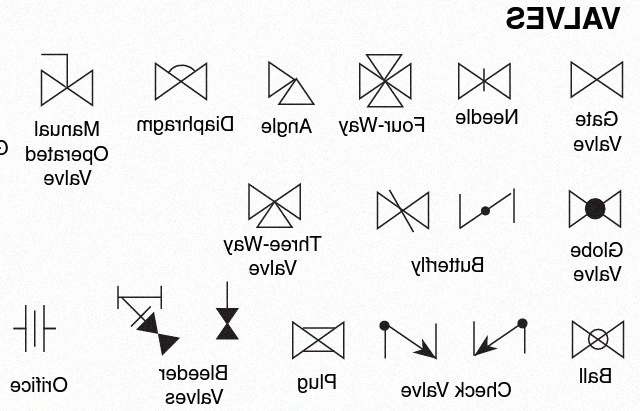 VALVES
Gate
Valve
Needle
Four-Way
Angle
Diaphragm
Manual
Operated
Valve
G
Globe
Valve
Butterfly
Three-Way
Valve
Ball
Check Valve
Plug
Bleeder
Valves
Orifice